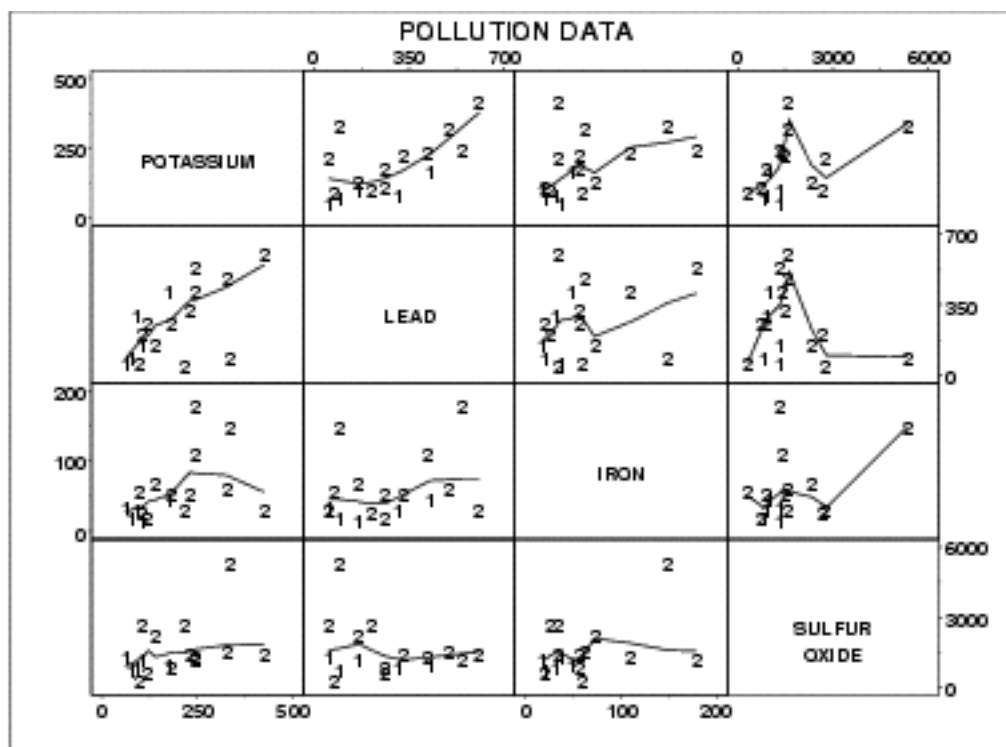 POLLUTION DATA
0 350 700 0 3000 6000
500
250
0
POTASSIUM
700
350
0
LEAD
200
100
0
IRON
6000
3000
0
SULFUR
OXIDE
0 250 500 0 100 200